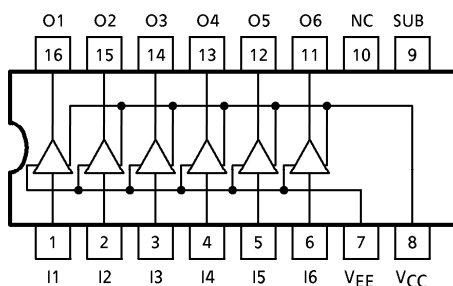 O1 O2 O3 O4 O5 O6 NC SUB
16 15 14 13 12 11 10 9
1 2 3 4 5 6 7 8
I1 I2 I3 I4 I5 I6 VEE VCC